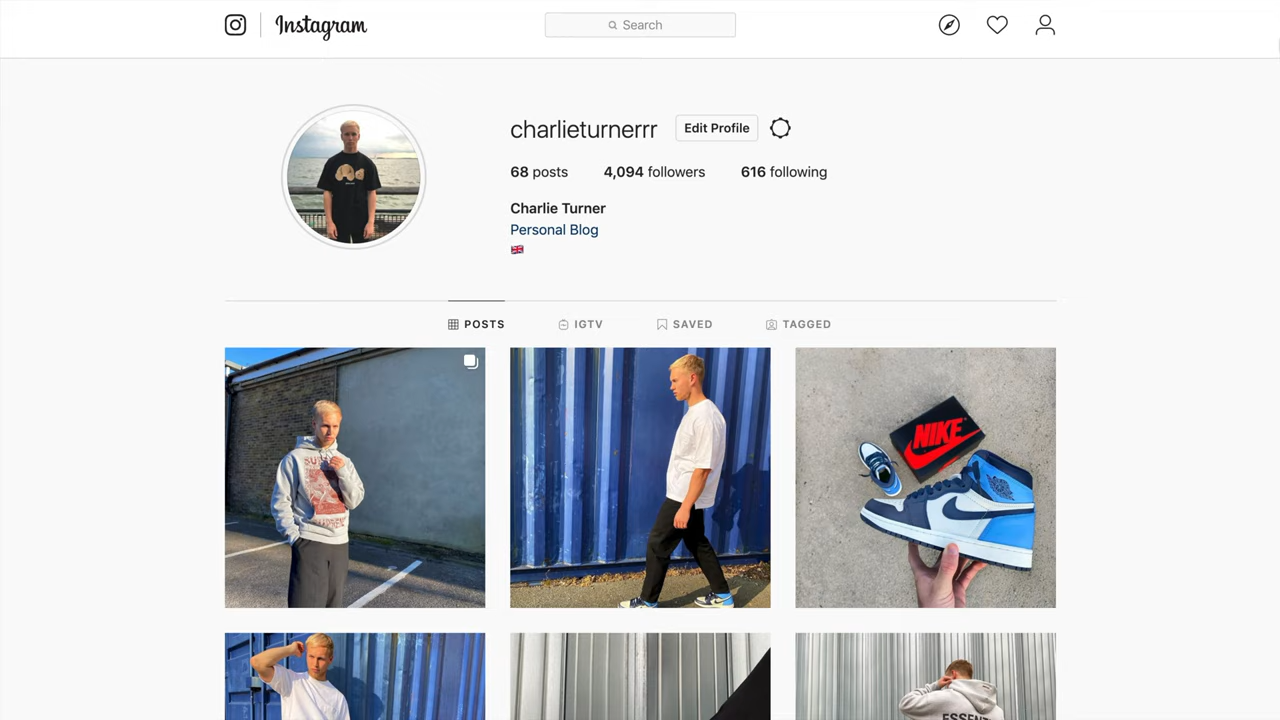 Instagram
Search
charlieturnerrr
Edit Profile
68 posts
4,094 followers
616 following
Charlie Turner
Personal Blog
POSTS
IGTV
SAVED
TAGGED
NIKE